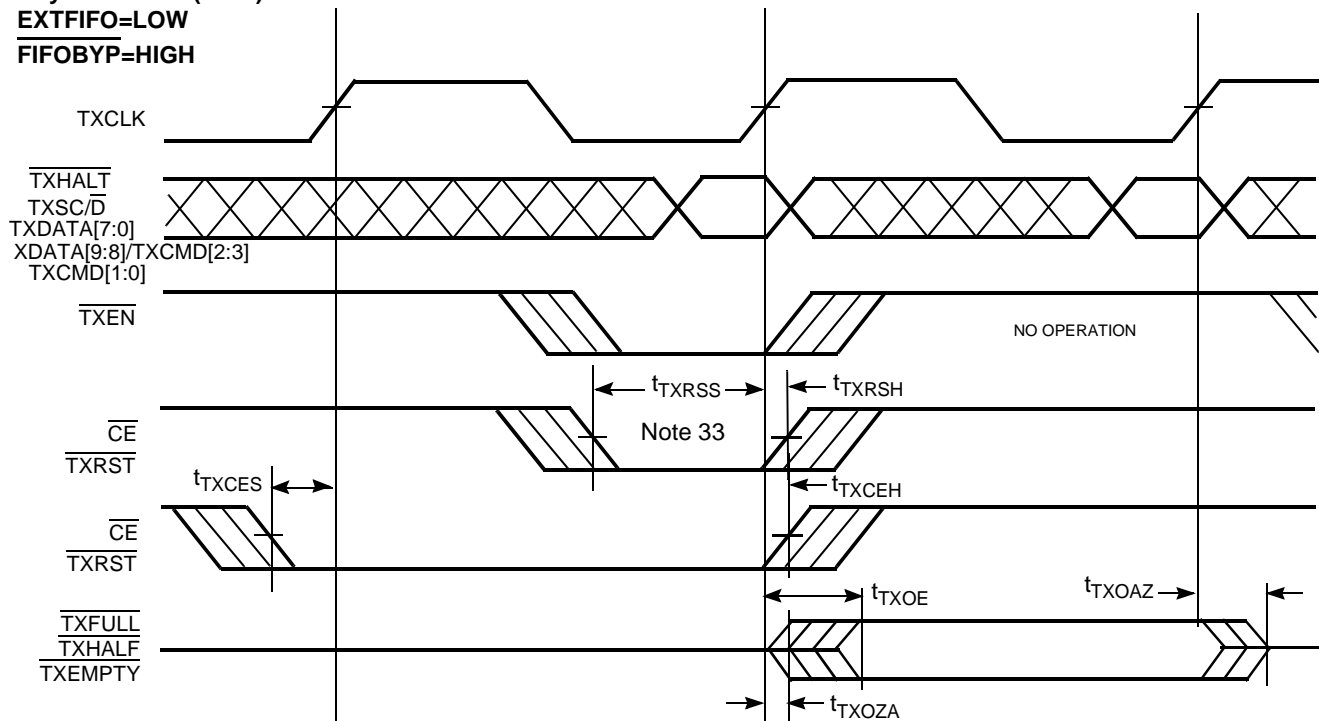 EXTFIFO=LOW
FIFOBYP=HIGH
TXCLK
TXHALT
TXSC/D
TXDATA[7:0]
XDATA[9:8]/TXCMD[2:3]
TXCMD[1:0]
TXEN
NO OPERATION
tTXRSS
tTXRSH
CE
TXRST
Note 33
tTXCES
tTXCEH
CE
TXRST
tTXOE
tTXOAZ
TXFULL
TXHALF
TXEMPTY
tTXOZA